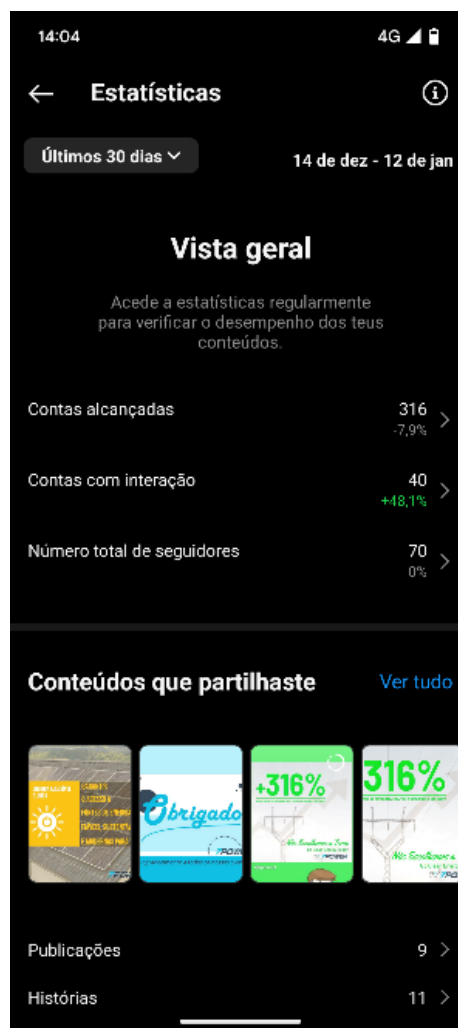 14:04
4G
Estatísticas
Últimos 30 dias
14 de dez - 12 de jan
Vista geral
Acede a estatísticas regularmente
para verificar o desempenho dos teus
conteúdos.
Contas alcançadas
316
-7,9%
Contas com interação
40
+48,1%
Número total de seguidores
70
0%
Conteúdos que partilhaste
Ver tudo
Obrigado
+316%
316%
Publicações
9
Histórias
11